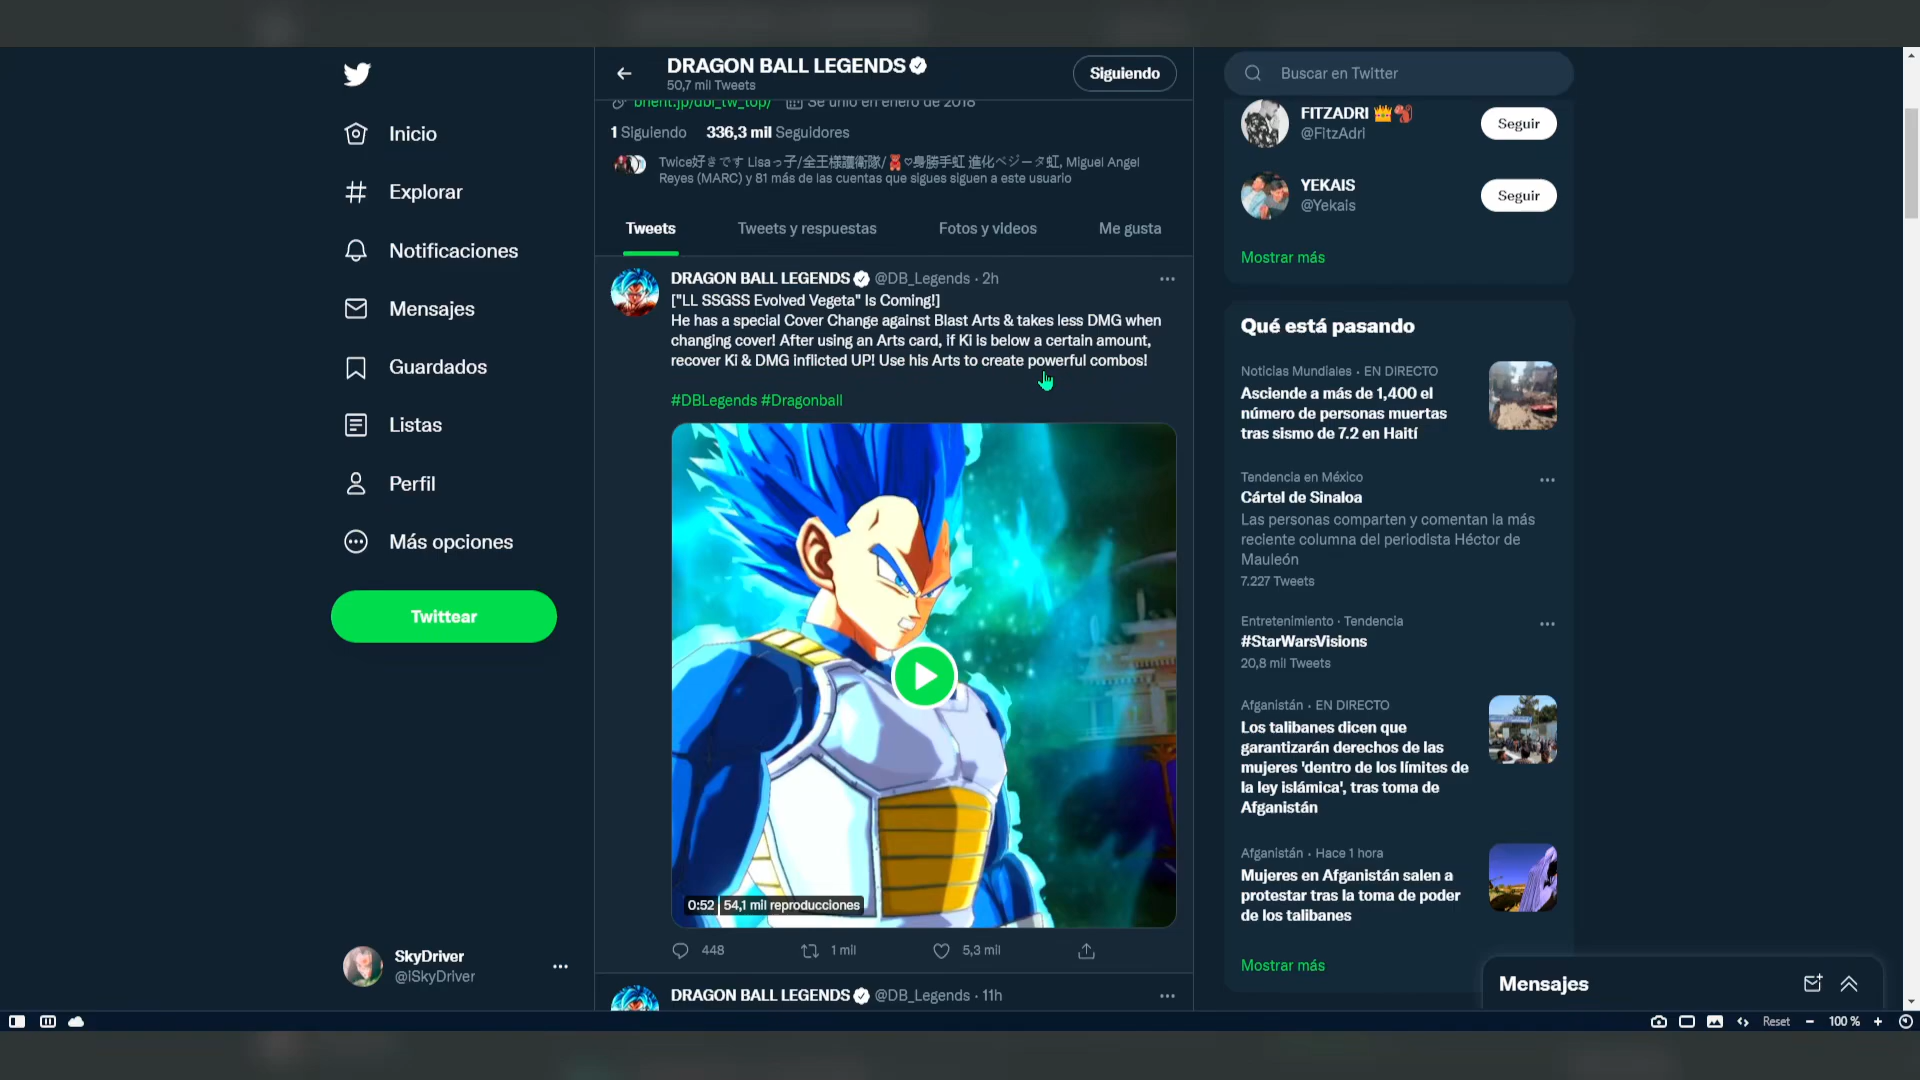 Inicio
Explorar
Notificaciones
Mensajes
Guardados
Listas
Perfil
Más opciones
Twittear
SkyDriver
@ISkyDriver
DRAGON BALL LEGENDS
50,7 mil Tweets
Siguiendo
brient.jp/dbl_tw_top/ Se unió en enero de 2018
1 Siguiendo 336,3 mil Seguidores
Twice好きです Lisaっ子/全王様護衛隊/🧸♡身勝手虹 進化ベジータ虹, Miguel Angel
Reyes (MARC) y 81 más de las cuentas que sigues siguen a este usuario
Tweets Tweets y respuestas Fotos y videos Me gusta
DRAGON BALL LEGENDS @DB_Legends · 2h
["LL SSGSS Evolved Vegeta" Is Coming!]
He has a special Cover Change against Blast Arts & takes less DMG when
changing cover! After using an Arts card, if Ki is below a certain amount,
recover Ki & DMG inflicted UP! Use his Arts to create powerful combos!
#DBLegends #Dragonball
0:52 54,1 mil reproducciones
448 1 mil 5,3 mil
DRAGON BALL LEGENDS @DB_Legends · 11h
Buscar en Twitter
FITZADRI 👑🐿️
@FitzAdri
Seguir
YEKAIS
@Yekais
Seguir
Mostrar más
Qué está pasando
Noticias Mundiales · EN DIRECTO
Asciende a más de 1,400 el
número de personas muertas
tras sismo de 7.2 en Haití
Tendencia en México
Cártel de Sinaloa
Las personas comparten y comentan la más
reciente columna del periodista Héctor de
Mauleón
7.227 Tweets
Entretenimiento · Tendencia
#StarWarsVisions
20,8 mil Tweets
Afganistán · EN DIRECTO
Los talibanes dicen que
garantizarán derechos de las
mujeres 'dentro de los límites de
la ley islámica', tras toma de
Afganistán
Afganistán · Hace 1 hora
Mujeres en Afganistán salen a
protestar tras la toma de poder
de los talibanes
Mostrar más
Mensajes
Reset − 100 % +